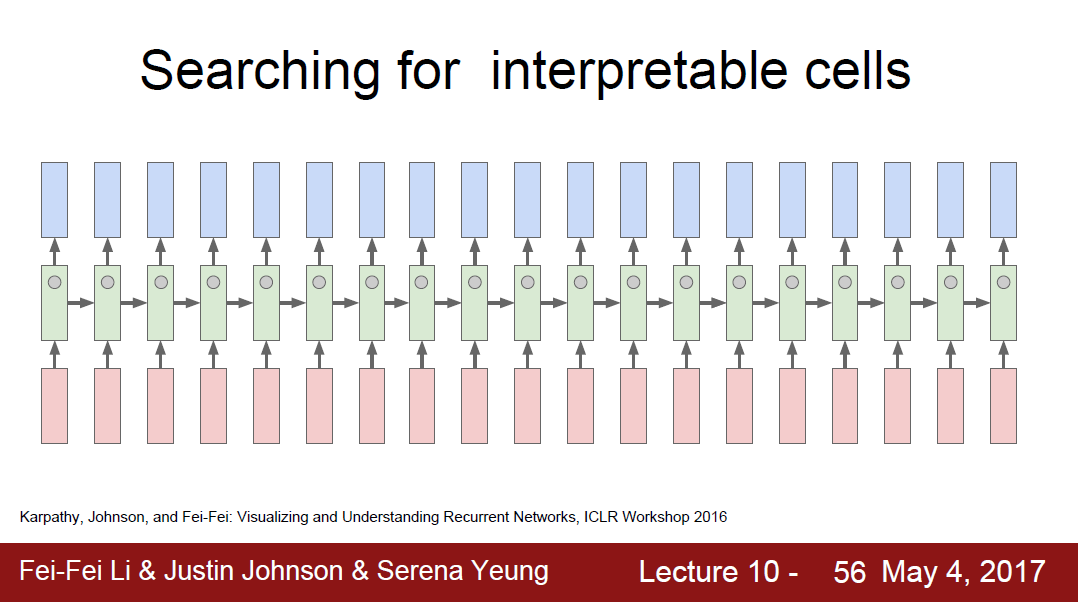 Searching for  interpretable cells
Karpathy, Johnson, and Fei-Fei: Visualizing and Understanding Recurrent Networks, ICLR Workshop 2016
Fei-Fei Li & Justin Johnson & Serena Yeung Lecture 10 - 56 May 4, 2017